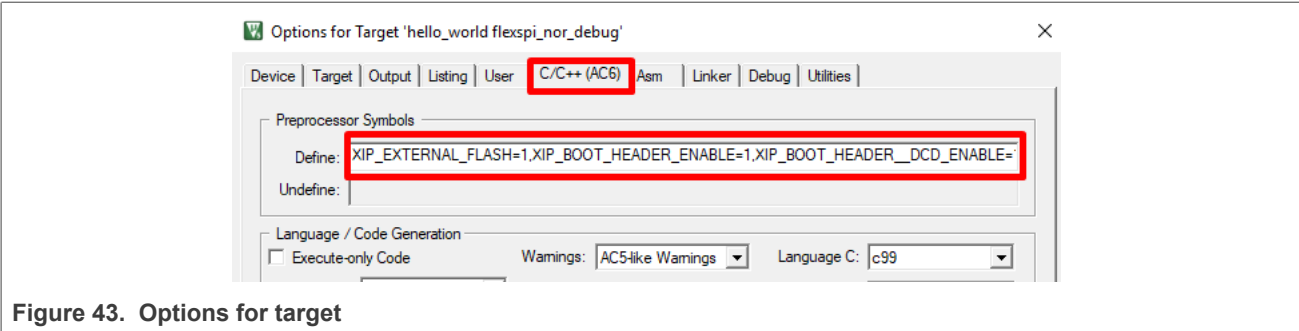 Options for Target 'hello_world flexspi_nor_debug'
Device Target Output Listing User C/C++ (AC6) Asm Linker Debug Utilities
Preprocessor Symbols
Define: XIP_EXTERNAL_FLASH=1,XIP_BOOT_HEADER_ENABLE=1,XIP_BOOT_HEADER__DCD_ENABLE=
Undefine:
Language / Code Generation
Execute-only Code Warnings: AC5-like Warnings Language C: c99
Figure 43. Options for target